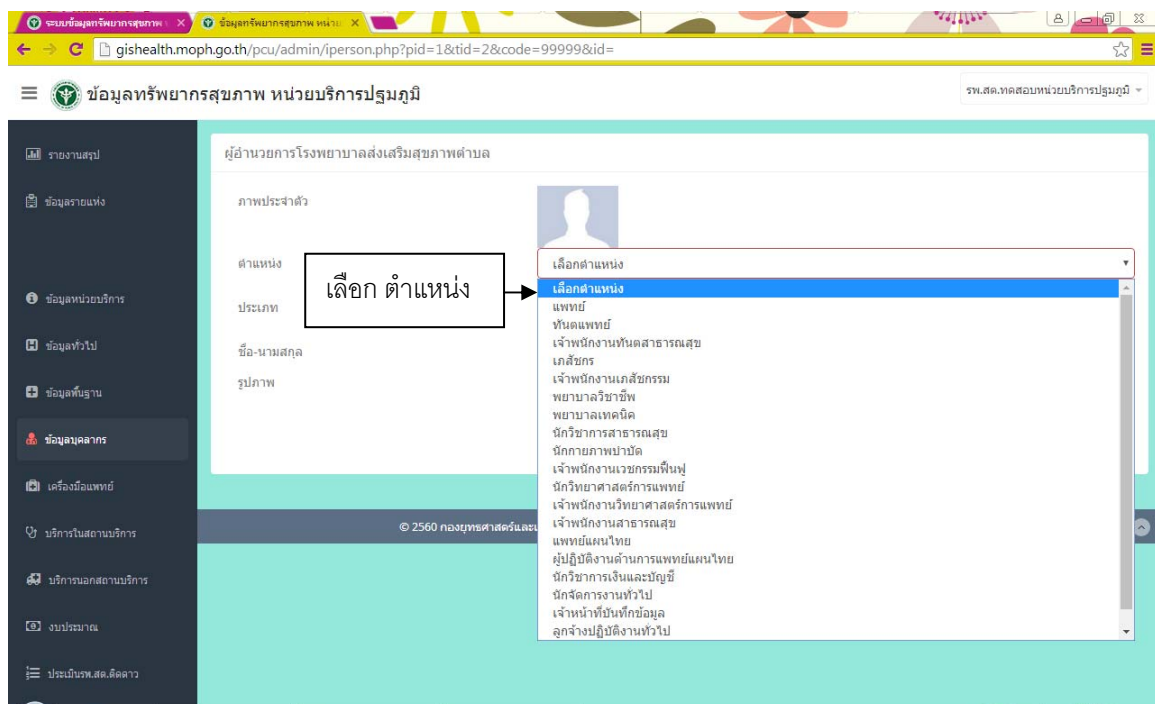 ระบบข้อมูลทรัพยากรสุขภาพ
ข้อมูลทรัพยากรสุขภาพ หน่วย
gishealth.moph.go.th/pcu/admin/iperson.php?pid=1&tid=2&code=99999&id=
ข้อมูลทรัพยากรสุขภาพ หน่วยบริการปฐมภูมิ
รพ.สต.ทดสอบหน่วยบริการปฐมภูมิ
รายงานสรุป
ข้อมูลรายแห่ง
ข้อมูลหน่วยบริการ
ข้อมูลทั่วไป
ข้อมูลพื้นฐาน
ข้อมูลบุคลากร
เครื่องมือแพทย์
บริการในสถานบริการ
บริการนอกสถานบริการ
งบประมาณ
ประเมินรพ.สต.ติดดาว
ผู้อำนวยการโรงพยาบาลส่งเสริมสุขภาพตำบล
ภาพประจำตัว
ตำแหน่ง
ประเภท
ชื่อ-นามสกุล
รูปภาพ
เลือก ตำแหน่ง
เลือกตำแหน่ง
เลือกตำแหน่ง
แพทย์
ทันตแพทย์
เจ้าพนักงานทันตสาธารณสุข
เภสัชกร
เจ้าพนักงานเภสัชกรรม
พยาบาลวิชาชีพ
พยาบาลเทคนิค
นักวิชาการสาธารณสุข
นักกายภาพบำบัด
เจ้าพนักงานเวชกรรมฟื้นฟู
นักวิทยาศาสตร์การแพทย์
เจ้าพนักงานวิทยาศาสตร์การแพทย์
เจ้าพนักงานสาธารณสุข
แพทย์แผนไทย
ผู้ปฏิบัติงานด้านการแพทย์แผนไทย
นักวิชาการเงินและบัญชี
นักจัดการงานทั่วไป
เจ้าหน้าที่บันทึกข้อมูล
ลูกจ้างปฏิบัติงานทั่วไป
© 2560 กองยุทธศาสตร์และ